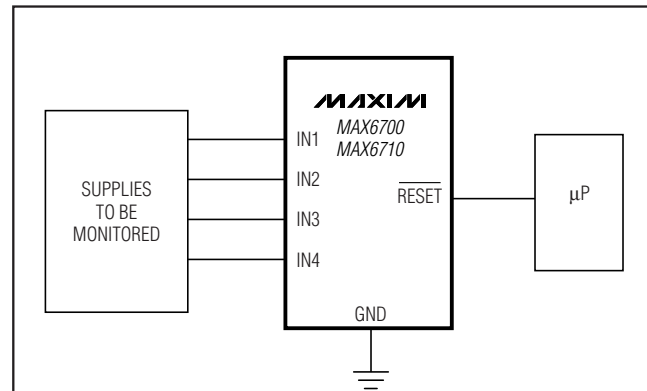 MAXIM
MAX6700
MAX6710
SUPPLIES
TO BE
MONITORED
IN1
IN2
IN3
IN4
RESET
GND
µP